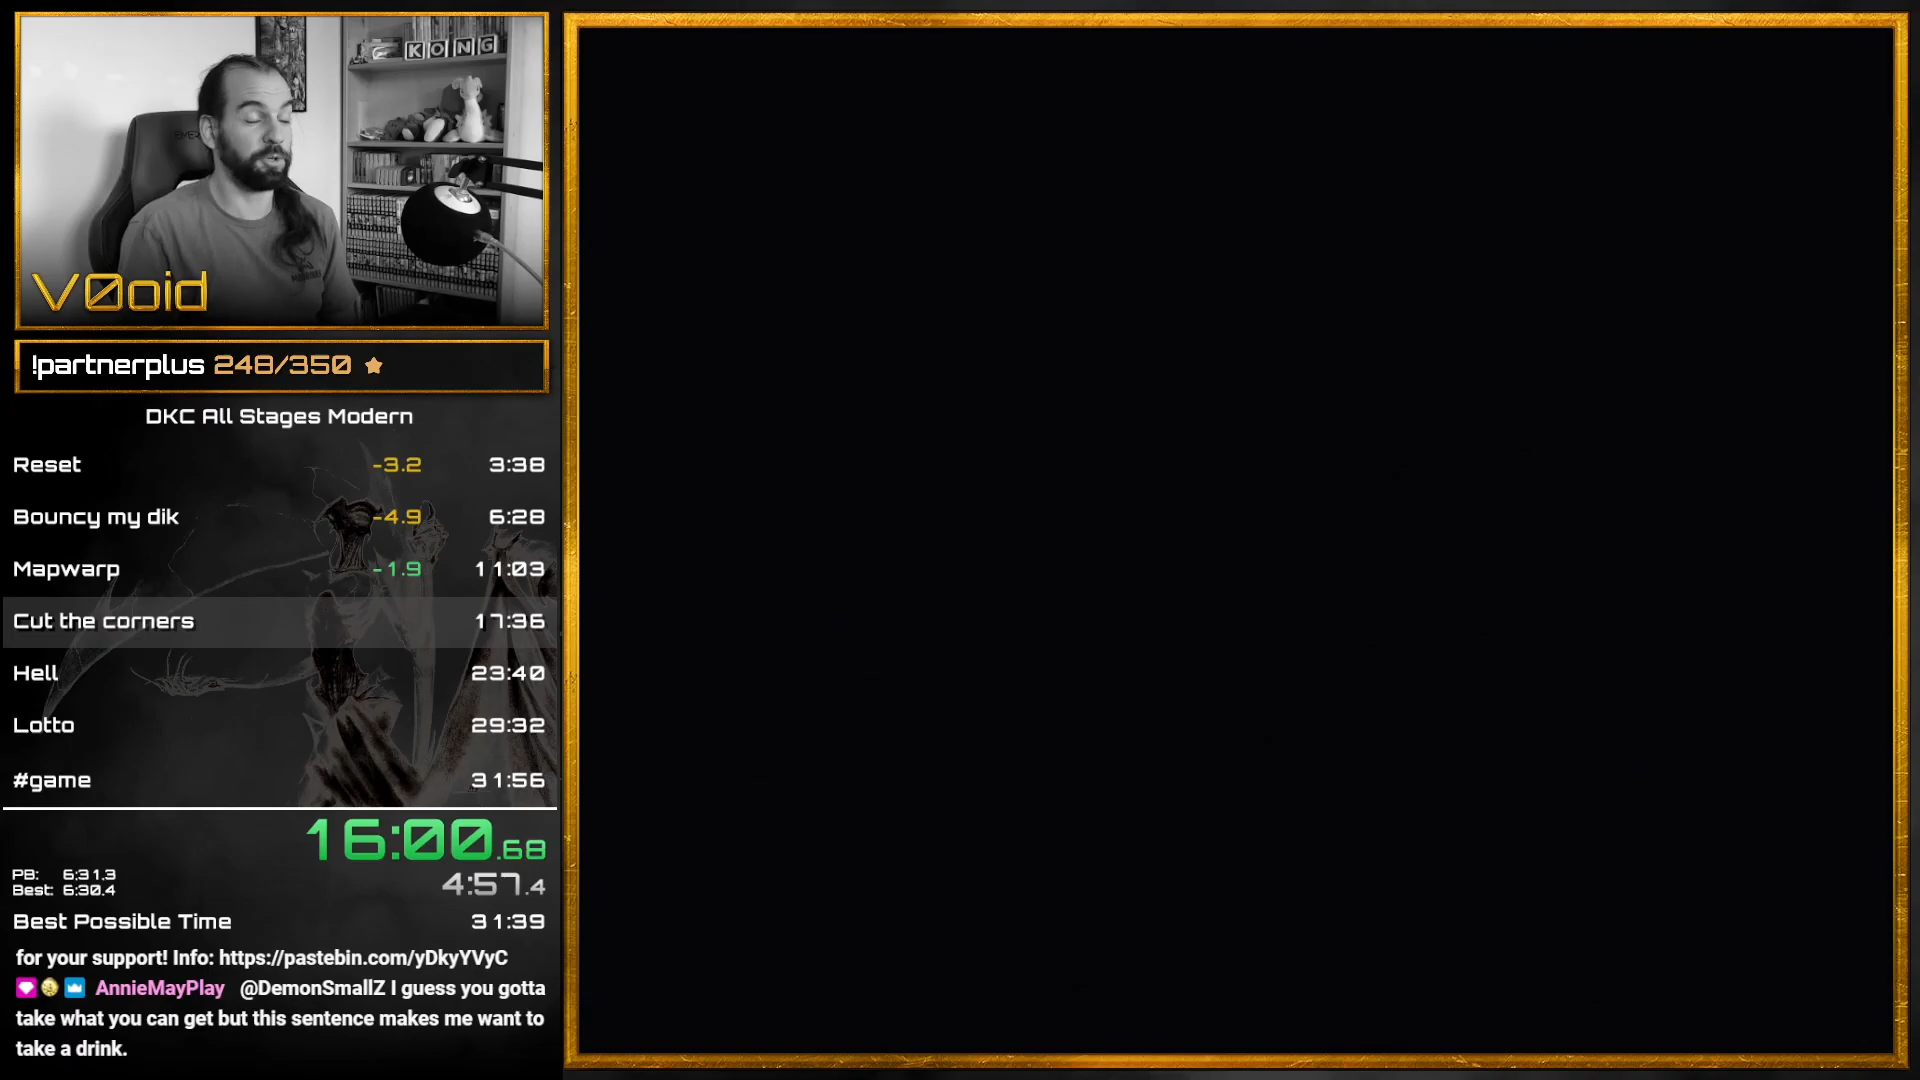 KONG
V0oid
!partnerplus 248/350
DKC All Stages Modern
Reset -3.2 3:38
Bouncy my dik -4.9 6:28
Mapwarp -1.9 11:03
Cut the corners 17:36
Hell 23:40
Lotto 29:32
#game 31:56
16:00.68
PB: 6:31.3
Best: 6:30.4
4:57.4
Best Possible Time 31:39
for your support! Info: https://pastebin.com/yDkyYVyC
AnnieMayPlay @DemonSmallZ I guess you gotta
take what you can get but this sentence makes me want to
take a drink.